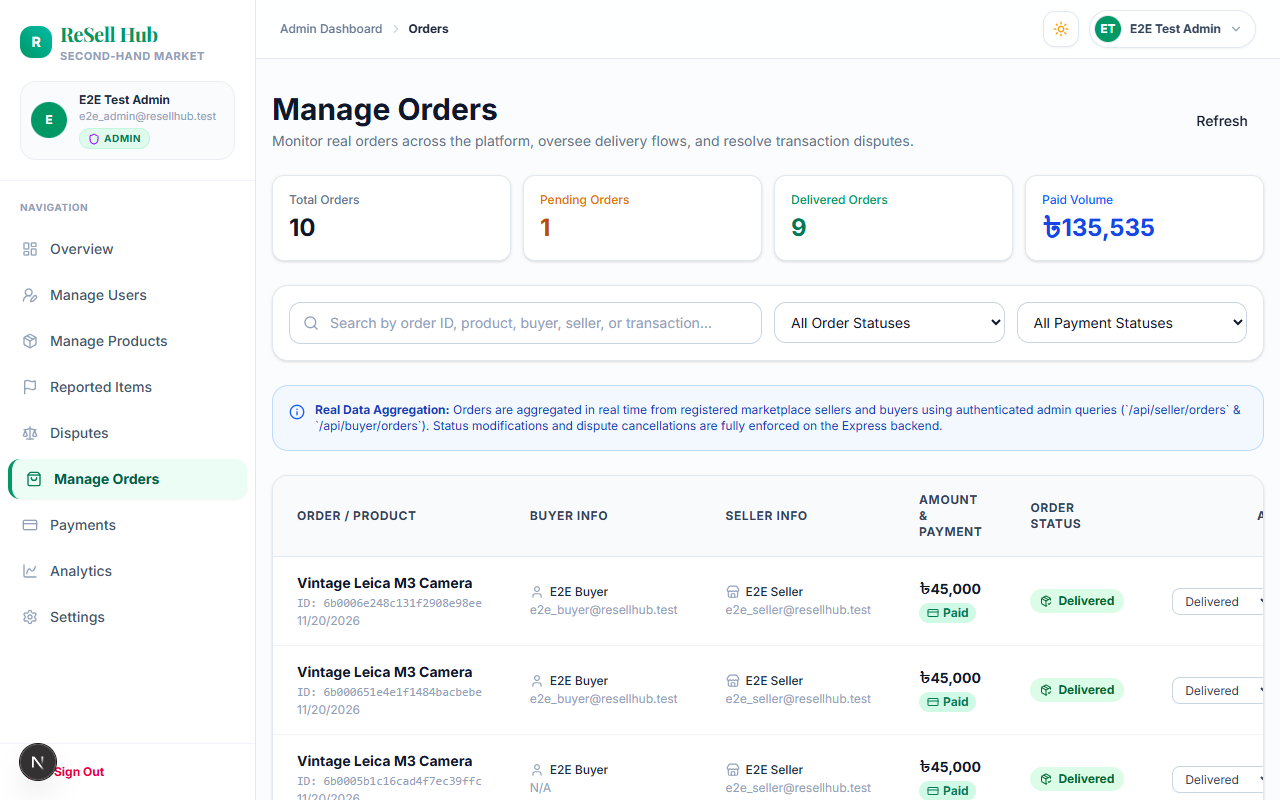 R
ReSell Hub
SECOND-HAND MARKET
E
E2E Test Admin
e2e_admin@resellhub.test
ADMIN
NAVIGATION
Overview
Manage Users
Manage Products
Reported Items
Disputes
Manage Orders
Payments
Analytics
Settings
N
Sign Out
Admin Dashboard
Orders
ET
E2E Test Admin
Manage Orders
Monitor real orders across the platform, oversee delivery flows, and resolve transaction disputes.
Refresh
Total Orders
10
Pending Orders
1
Delivered Orders
9
Paid Volume
৳135,535
Search by order ID, product, buyer, seller, or transaction...
All Order Statuses
All Payment Statuses
Real Data Aggregation: Orders are aggregated in real time from registered marketplace sellers and buyers using authenticated admin queries (`/api/seller/orders` &
`/api/buyer/orders`). Status modifications and dispute cancellations are fully enforced on the Express backend.
ORDER / PRODUCT
BUYER INFO
SELLER INFO
AMOUNT
&
PAYMENT
ORDER
STATUS
Vintage Leica M3 Camera
ID: 6b0006e248c131f2908e98ee
11/20/2026
E2E Buyer
e2e_buyer@resellhub.test
E2E Seller
e2e_seller@resellhub.test
৳45,000
Paid
Delivered
Delivered
Vintage Leica M3 Camera
ID: 6b000651e4e1f1484bacbebe
11/20/2026
E2E Buyer
e2e_buyer@resellhub.test
E2E Seller
e2e_seller@resellhub.test
৳45,000
Paid
Delivered
Delivered
Vintage Leica M3 Camera
ID: 6b0005b1c16cad4f7ec39ffc
11/20/2026
E2E Buyer
N/A
E2E Seller
e2e_seller@resellhub.test
৳45,000
Paid
Delivered
Delivered